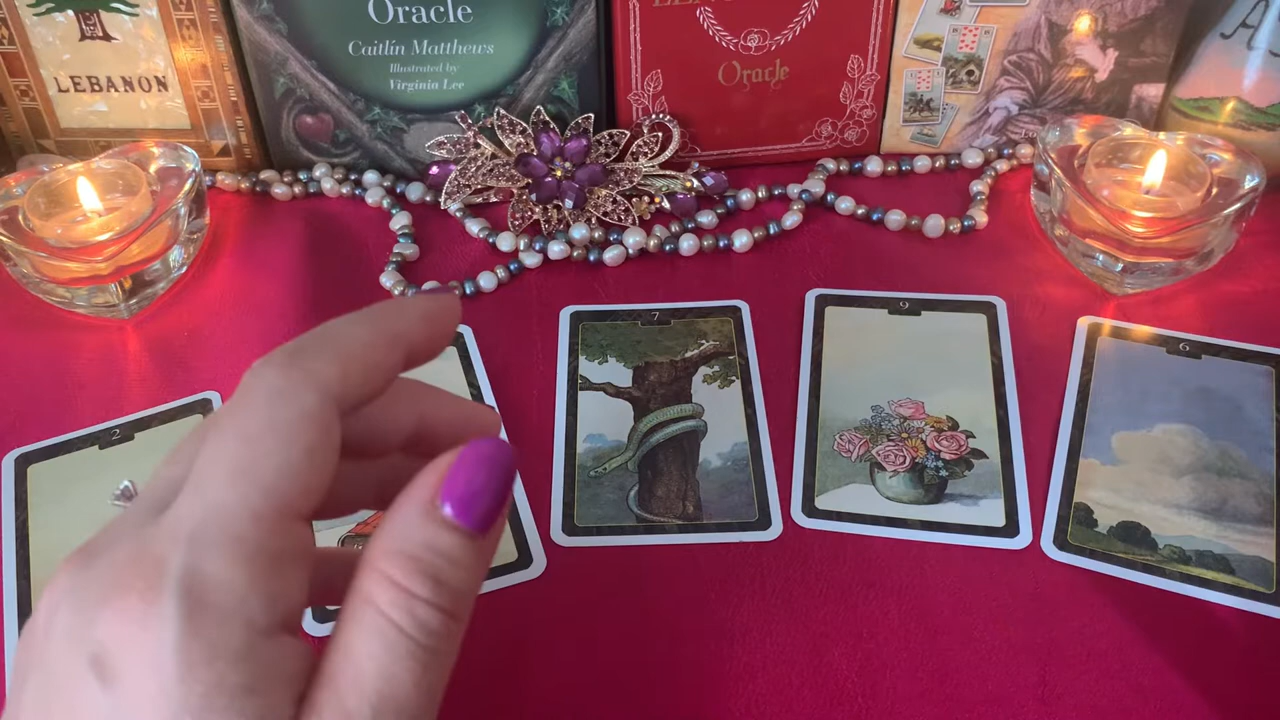 LEBANON
Oracle
Caitlín Matthews
Illustrated by
Virginia Lee
Oracle
2
7
9
6